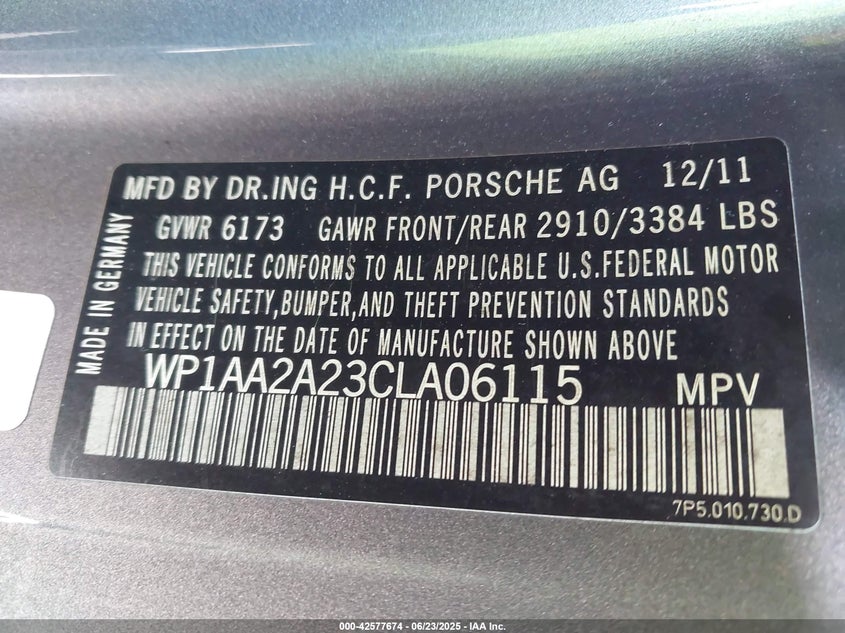 MFD BY DR.ING H.C.F. PORSCHE AG 12/11
GVWR 6173 GAWR FRONT/REAR 2910/3384 LBS
THIS VEHICLE CONFORMS TO ALL APPLICABLE U.S.FEDERAL MOTOR
VEHICLE SAFETY,BUMPER,AND THEFT PREVENTION STANDARDS
IN EFFECT ON THE DATE OF MANUFACTURE SHOWN ABOVE
WP1AA2A23CLA06115 MPV
MADE IN GERMANY
7P5.010.730.D
000-42577674 - 06/23/2025 - IAA Inc.